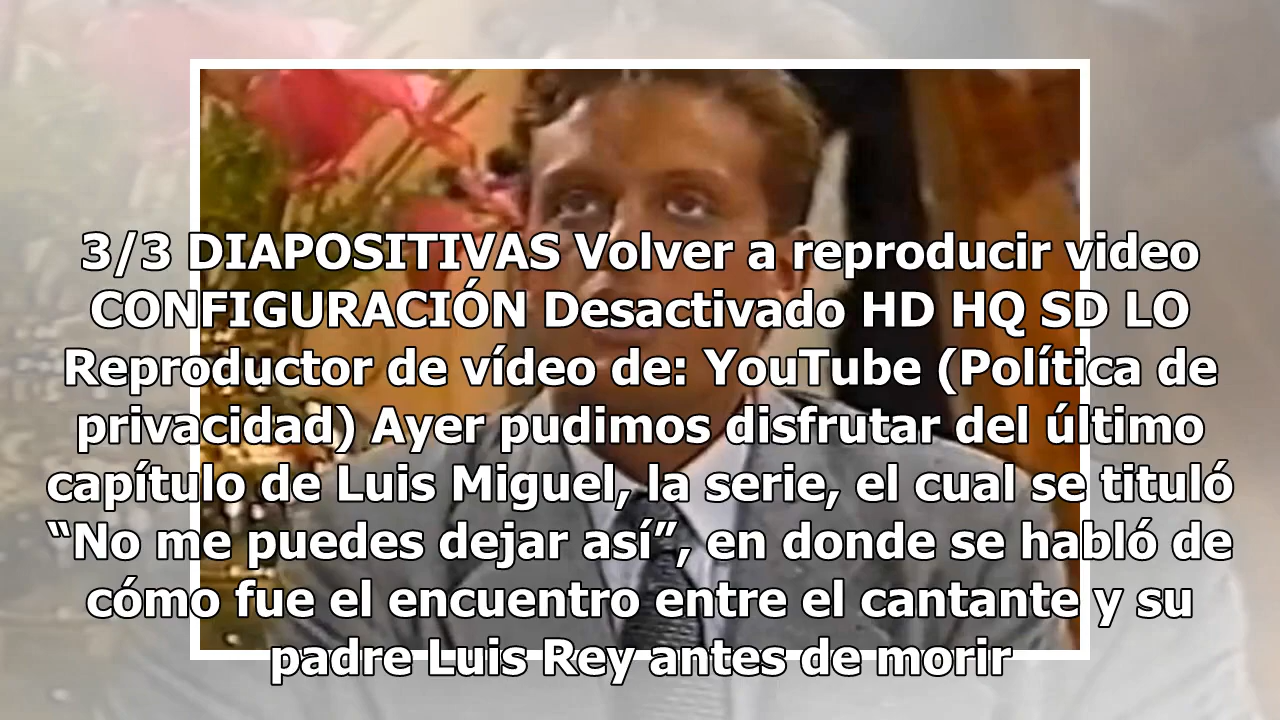 3/3 DIAPOSITIVAS Volver a reproducir video
CONFIGURACIÓN Desactivado HD HQ SD LO
Reproductor de vídeo de: YouTube (Política de
privacidad) Ayer pudimos disfrutar del último
capítulo de Luis Miguel, la serie, el cual se tituló
“No me puedes dejar así”, en donde se habló de
cómo fue el encuentro entre el cantante y su
padre Luis Rey antes de morir